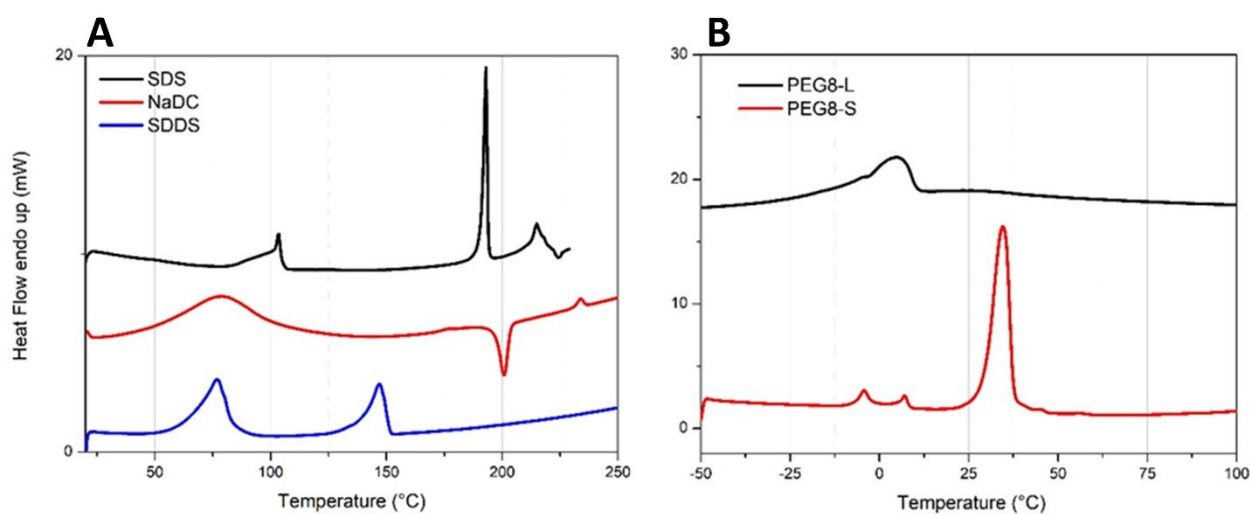 A
20
SDS
NaDC
SDDS
Heat Flow endo up (mW)
0
50
100
150
200
250
Temperature (°C)
B
30
PEG8-L
PEG8-S
20
10
0
-50
-25
0
25
50
75
100
Temperature (°C)